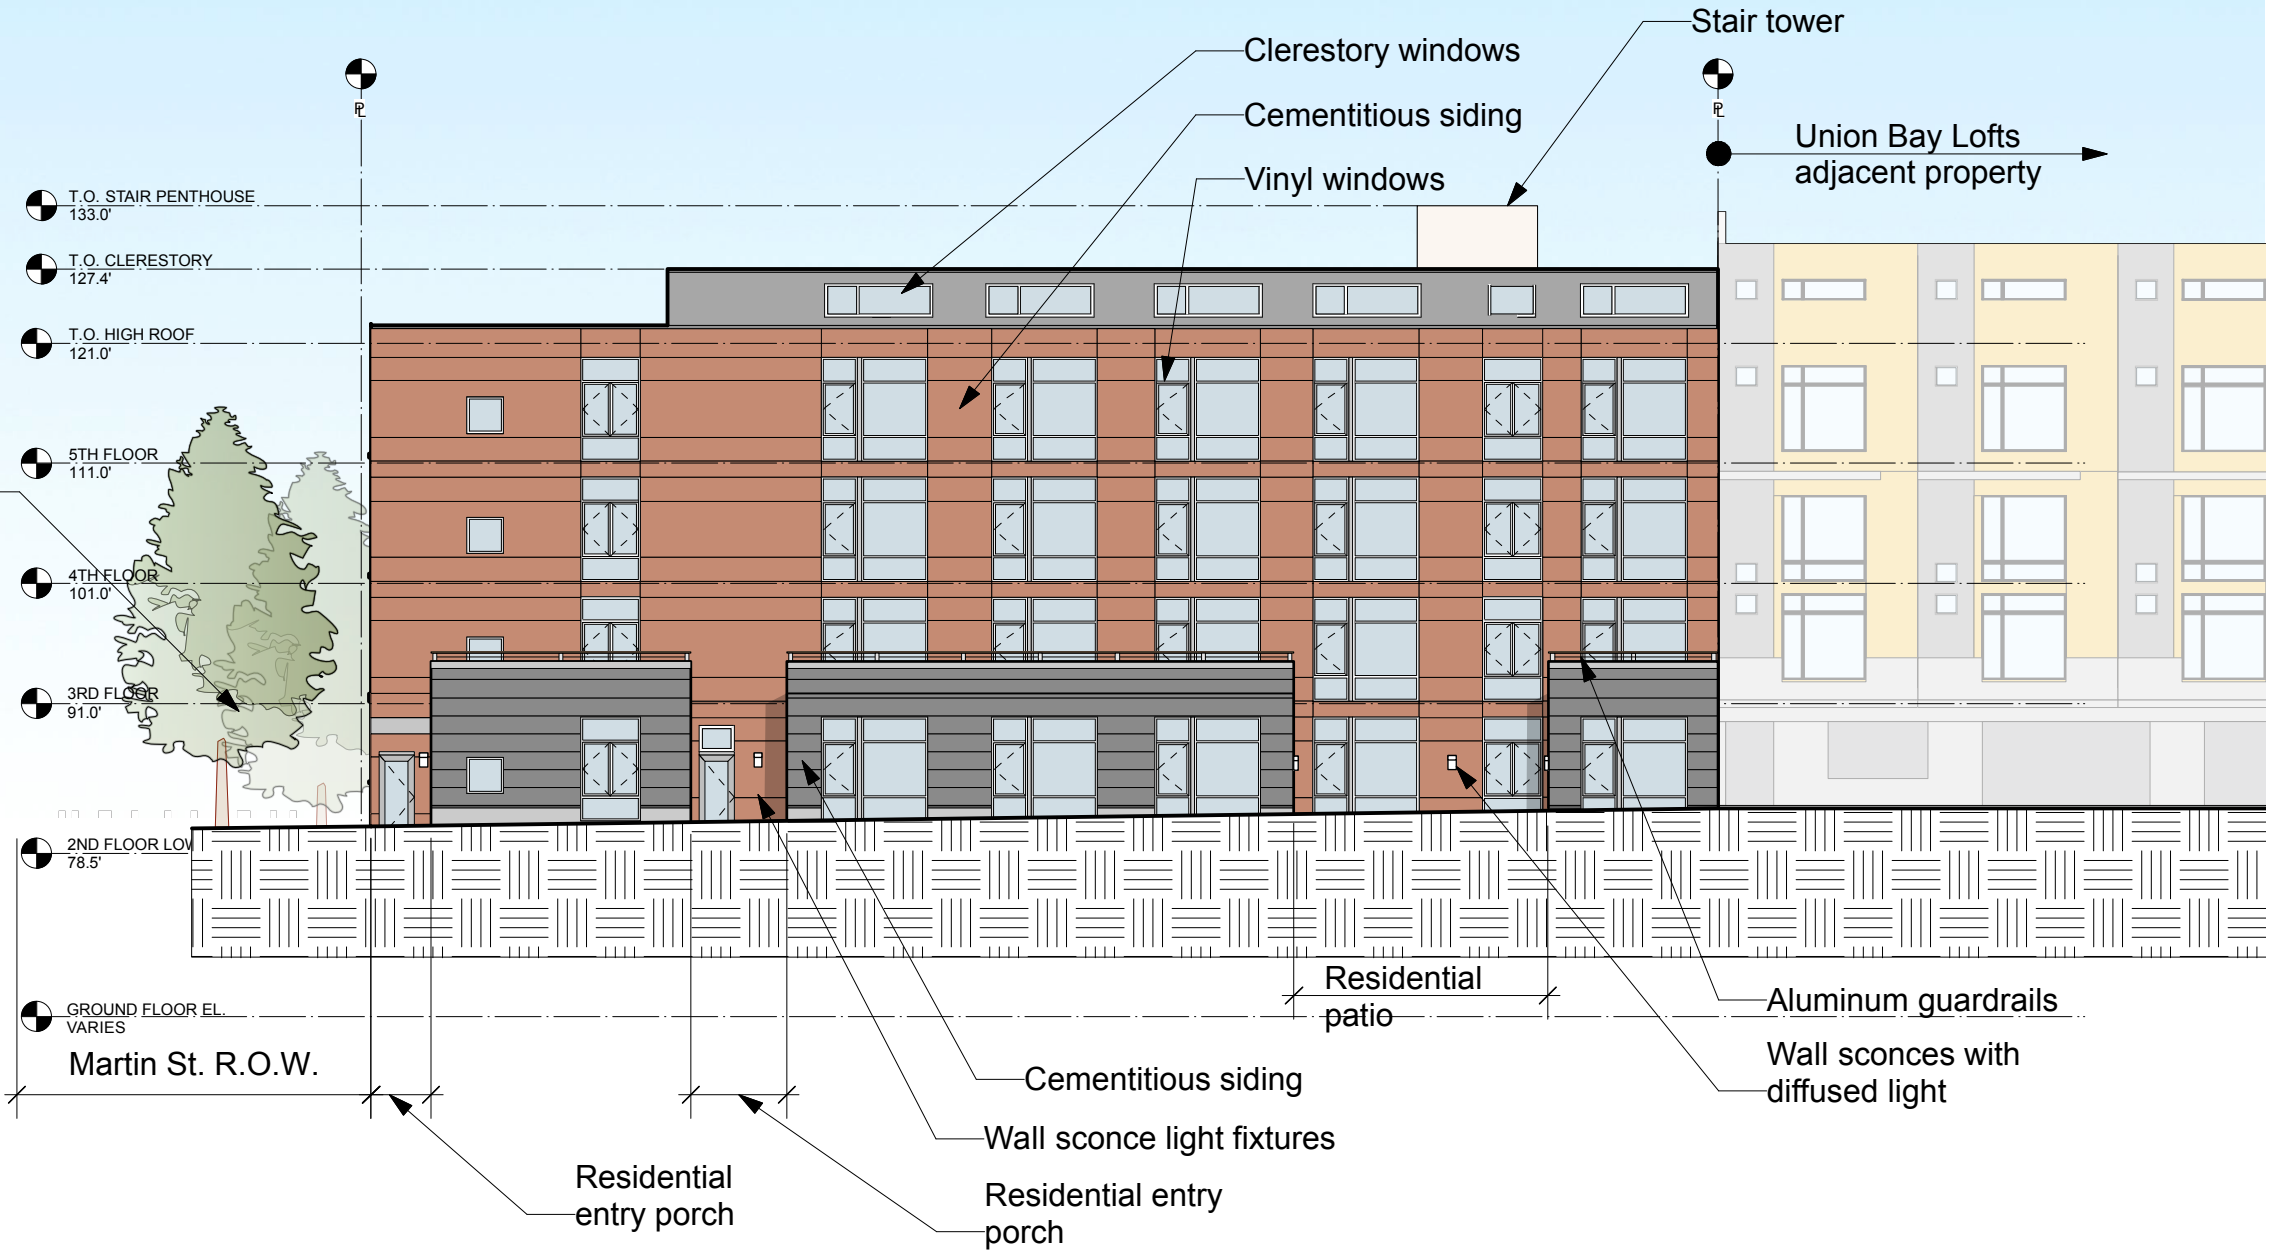 Stair tower
Clerestory windows
Cementitious siding
Vinyl windows
PL
PL
Union Bay Lofts
adjacent property
T.O. STAIR PENTHOUSE
133.0'
T.O. CLERESTORY
127.4'
T.O. HIGH ROOF
121.0'
5TH FLOOR
111.0'
4TH FLOOR
101.0'
3RD FLOOR
91.0'
2ND FLOOR LOW
78.5'
GROUND FLOOR EL.
VARIES
Martin St. R.O.W.
Residential
patio
Aluminum guardrails
Wall sconces with
diffused light
Cementitious siding
Wall sconce light fixtures
Residential
entry porch
Residential entry
porch